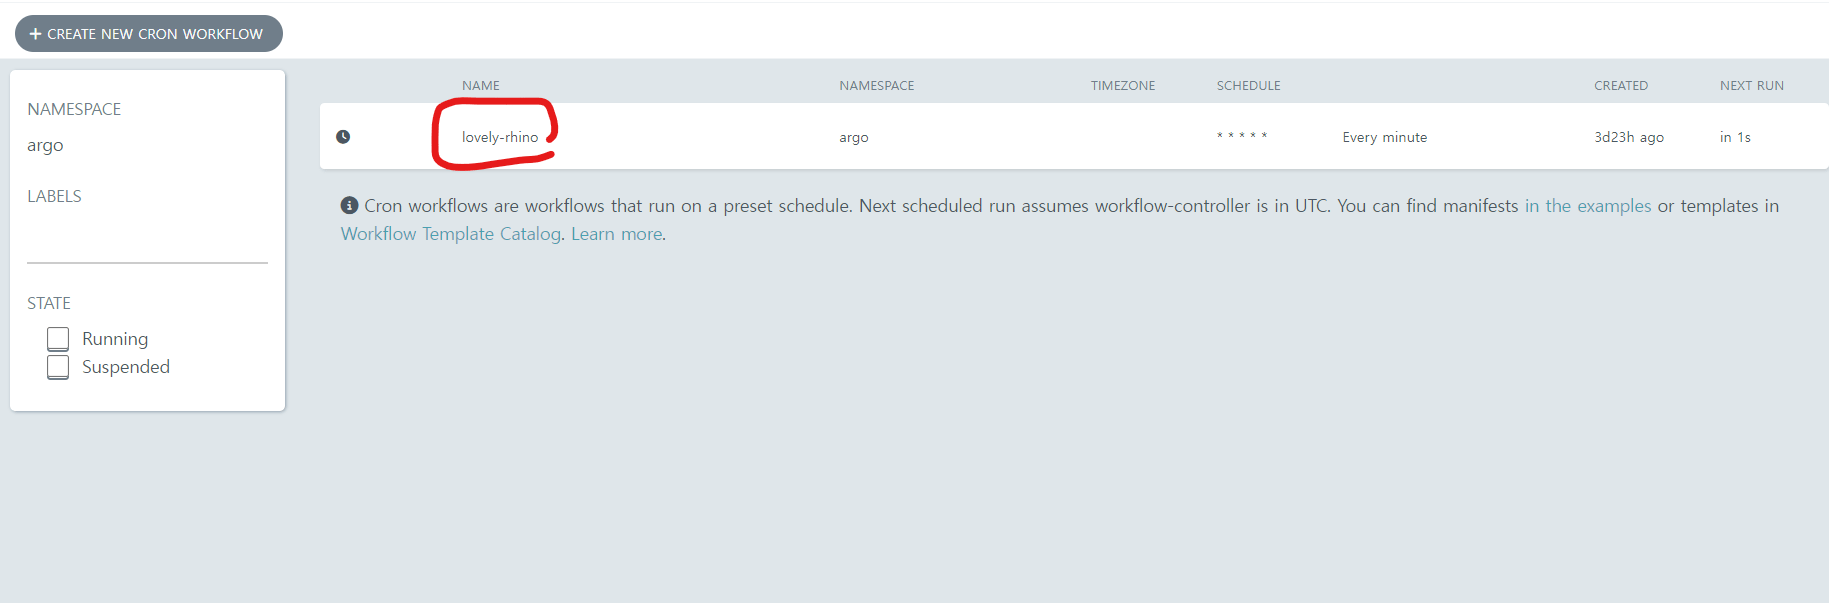 + CREATE NEW CRON WORKFLOW
NAMESPACE
argo
LABELS
STATE
Running
Suspended
NAME NAMESPACE TIMEZONE SCHEDULE CREATED NEXT RUN
lovely-rhino argo * * * * * Every minute 3d23h ago in 1s
Cron workflows are workflows that run on a preset schedule. Next scheduled run assumes workflow-controller is in UTC. You can find manifests in the examples or templates in
Workflow Template Catalog. Learn more.